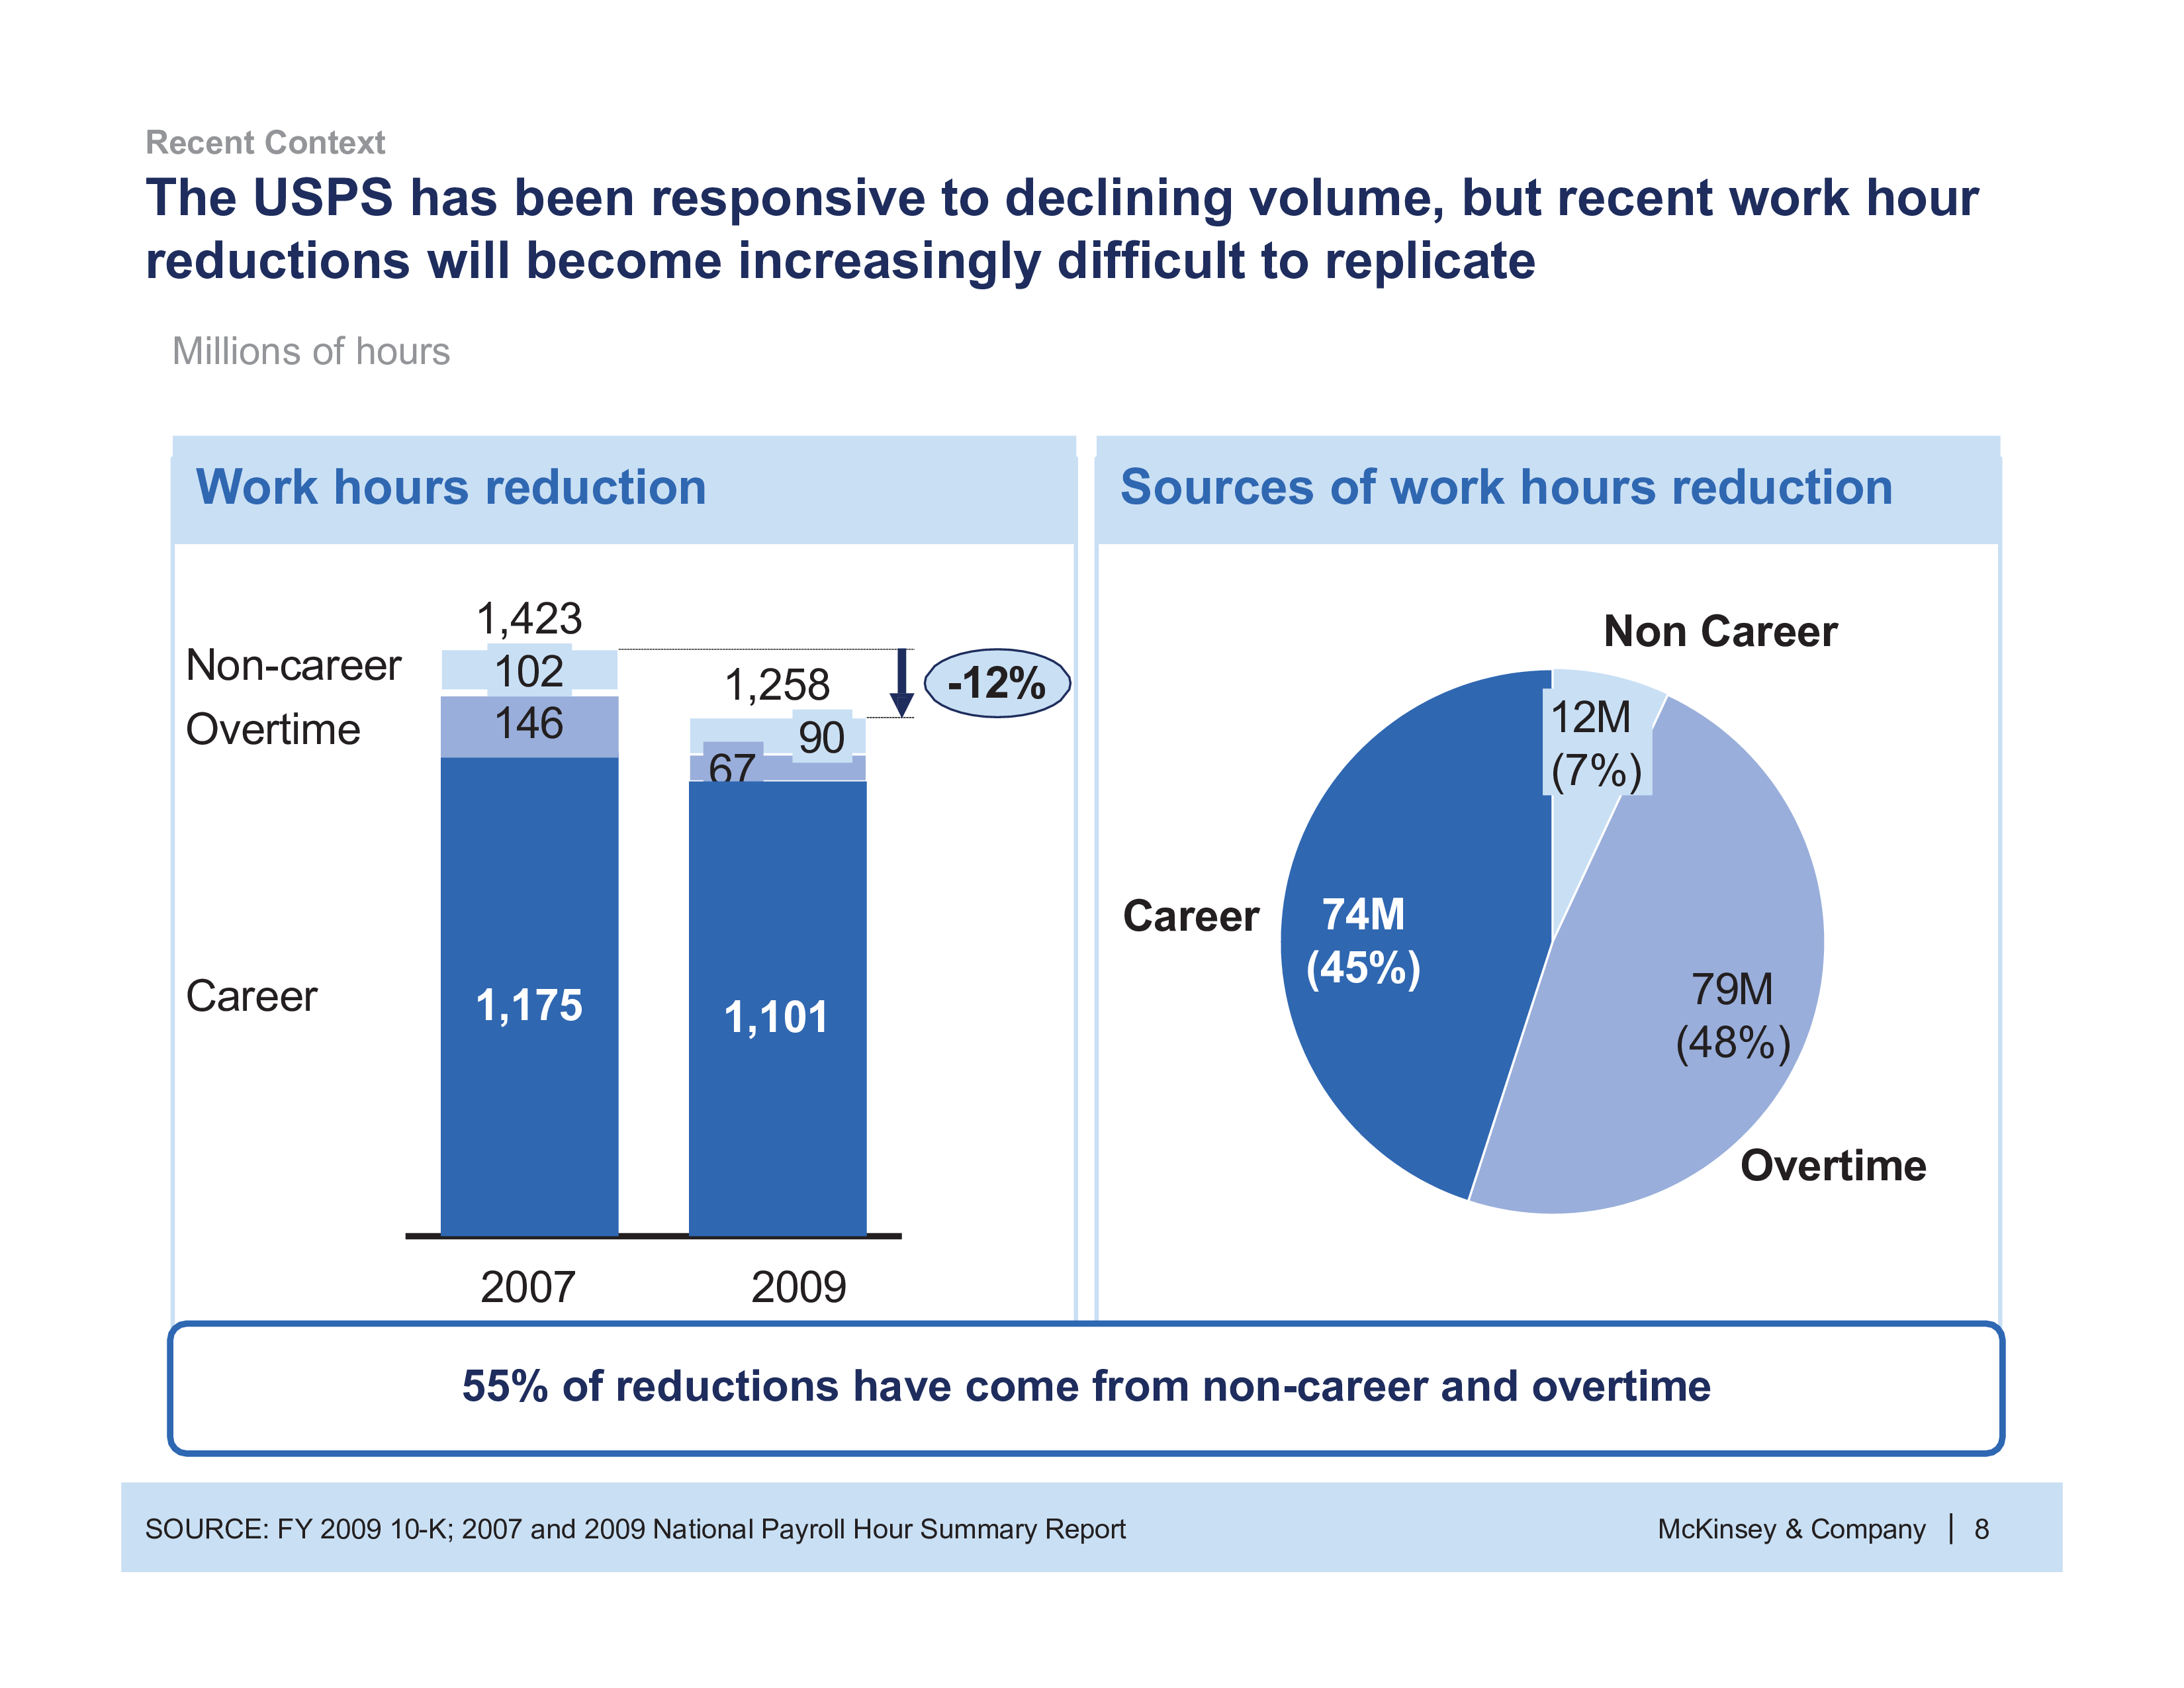 Recent Context
The USPS has been responsive to declining volume, but recent work hour
reductions will become increasingly difficult to replicate
Millions of hours
Work hours reduction
1,423
Non-career
102
1,258
-12%
Overtime
146
90
67
Career
1,175
1,101
2007
2009
Sources of work hours reduction
Non Career
12M
(7%)
Career
74M
(45%)
79M
(48%)
Overtime
55% of reductions have come from non-career and overtime
SOURCE: FY 2009 10-K; 2007 and 2009 National Payroll Hour Summary Report
McKinsey & Company | 8